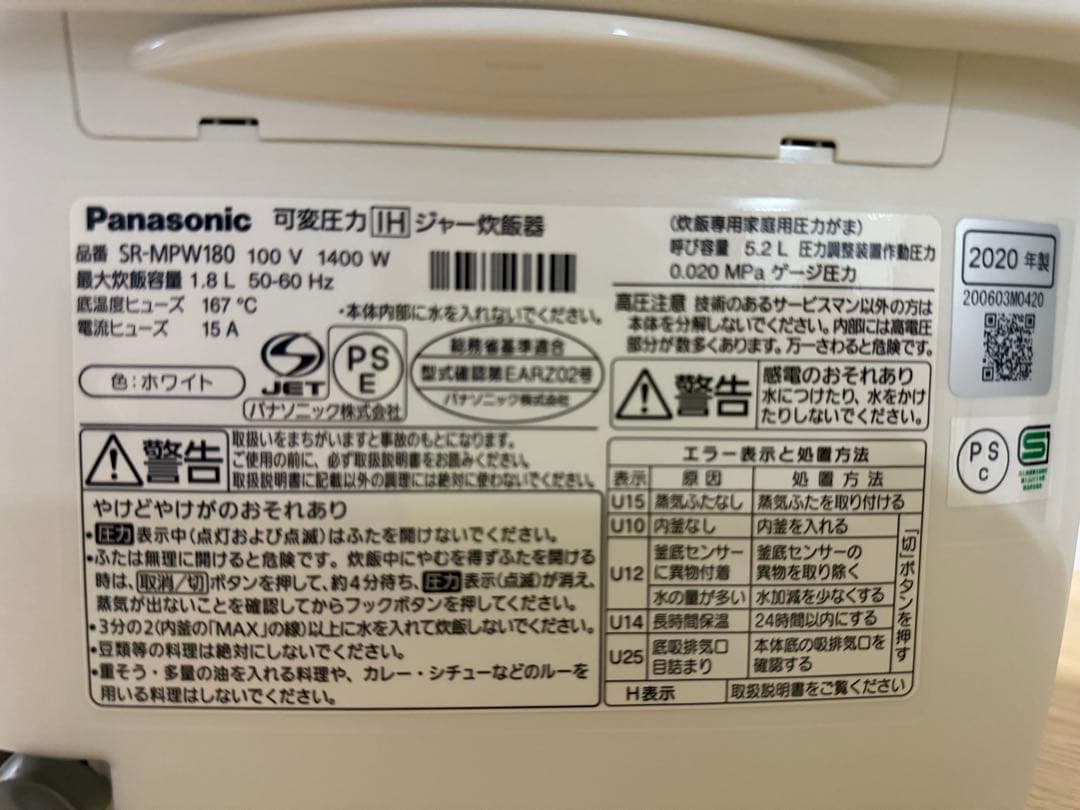 Panasonic 可変圧力 IH ジャー炊飯器
品番 SR-MPW180 100 V 1400 W
最大炊飯容量 1.8 L 50-60 Hz
底温度ヒューズ 167 ℃
電流ヒューズ 15 A
・本体内部に水を入れないでください。
色:ホワイト
JET
PS
E
パナソニック株式会社
総務省基準適合
型式確認第EARZ02号
パナソニック株式会社
(炊飯専用家庭用圧力がま)
呼び容量 5.2 L 圧力調整装置作動圧力
0.020 MPa ゲージ圧力
高圧注意 技術のあるサービスマン以外の方は
本体を分解しないでください。内部には高電圧
部分が数多くあります。万一さわると危険です。
警告
感電のおそれあり
水につけたり、水をかけ
たりしないでください。
2020 年製
200603M0420
PS
C
警告
取扱いをまちがいますと事故のもとになります。
ご使用の前に、必ず取扱説明書をお読みください。
取扱説明書に記載以外の調理には絶対に使わないでください。
やけどやけがのおそれあり
・圧力表示中(点灯および点滅)はふたを開けないでください。
・ふたは無理に開けると危険です。炊飯中にやむを得ずふたを開ける
時は、取消/切ボタンを押して、約4分待ち、圧力表示(点滅)が消え、
蒸気が出ないことを確認してからフックボタンを押してください。
・3分の2(内釜の「MAX」の線)以上に水を入れて炊飯しないでください。
・豆類等の料理は絶対にしないでください。
・重そう・多量の油を入れる料理や、カレー・シチューなどのルーを
用いる料理はしないでください。
エラー表示と処置方法
表示 原因 処置方法
U15 蒸気ふたなし 蒸気ふたを取り付ける
U10 内釜なし 内釜を入れる
U12 釜底センサーに異物付着 釜底センサーの異物を取り除く
水の量が多い 水加減を少なくする
U14 長時間保温 24時間以内にする
U25 底吸排気口目詰まり 本体底の吸排気口を確認する
「切」ボタンを押す
H表示 取扱説明書をご覧ください